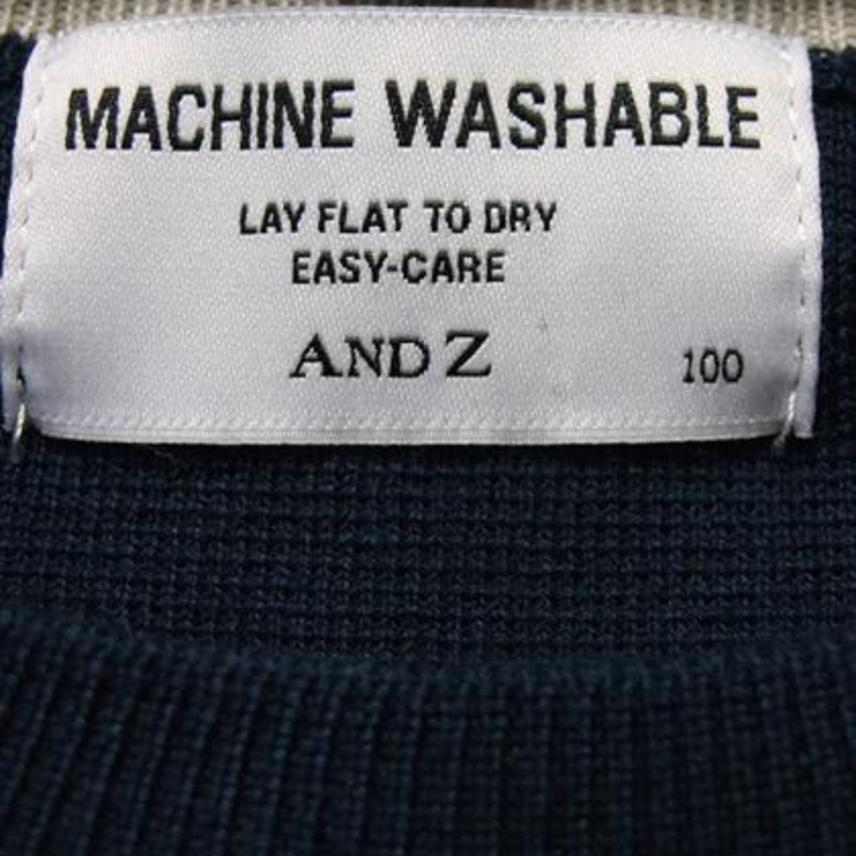 MACHINE WASHABLE
LAY FLAT TO DRY
EASY-CARE
AND Z 100